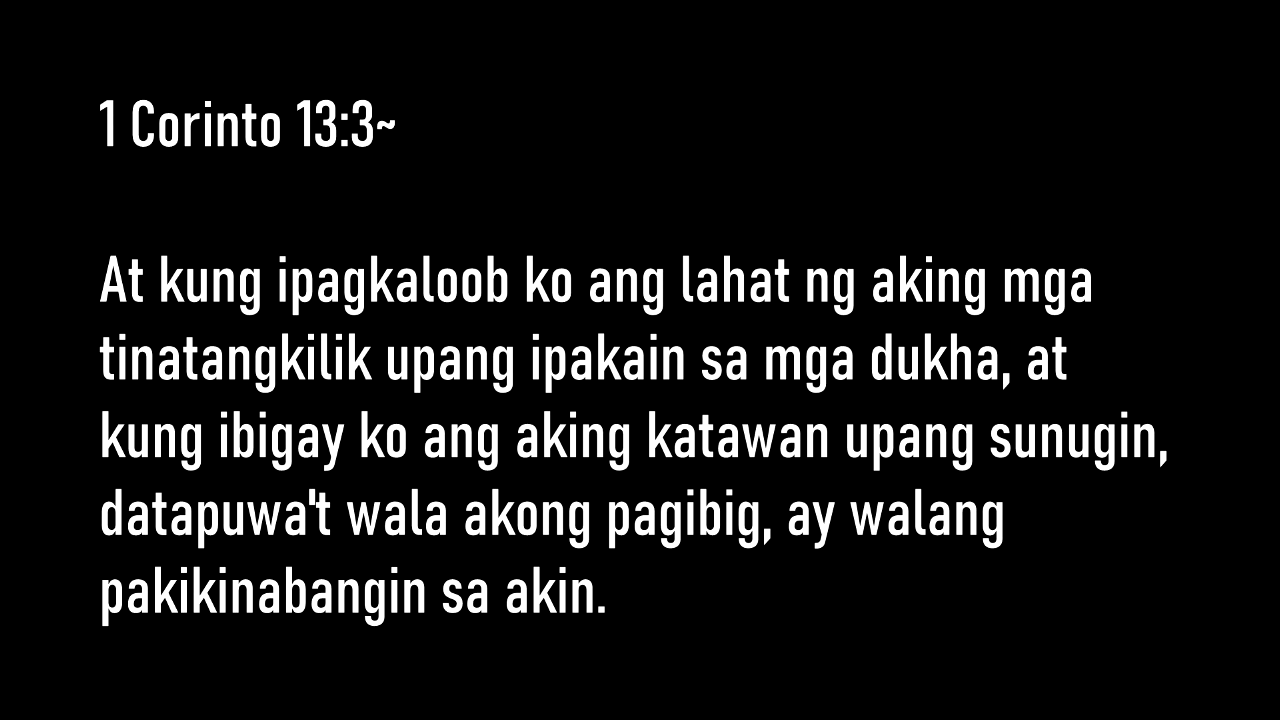 1 Corinto 13:3~
At kung ipagkaloob ko ang lahat ng aking mga
tinatangkilik upang ipakain sa mga dukha, at
kung ibigay ko ang aking katawan upang sunugin,
datapuwa't wala akong pagibig, ay walang
pakikinabangin sa akin.